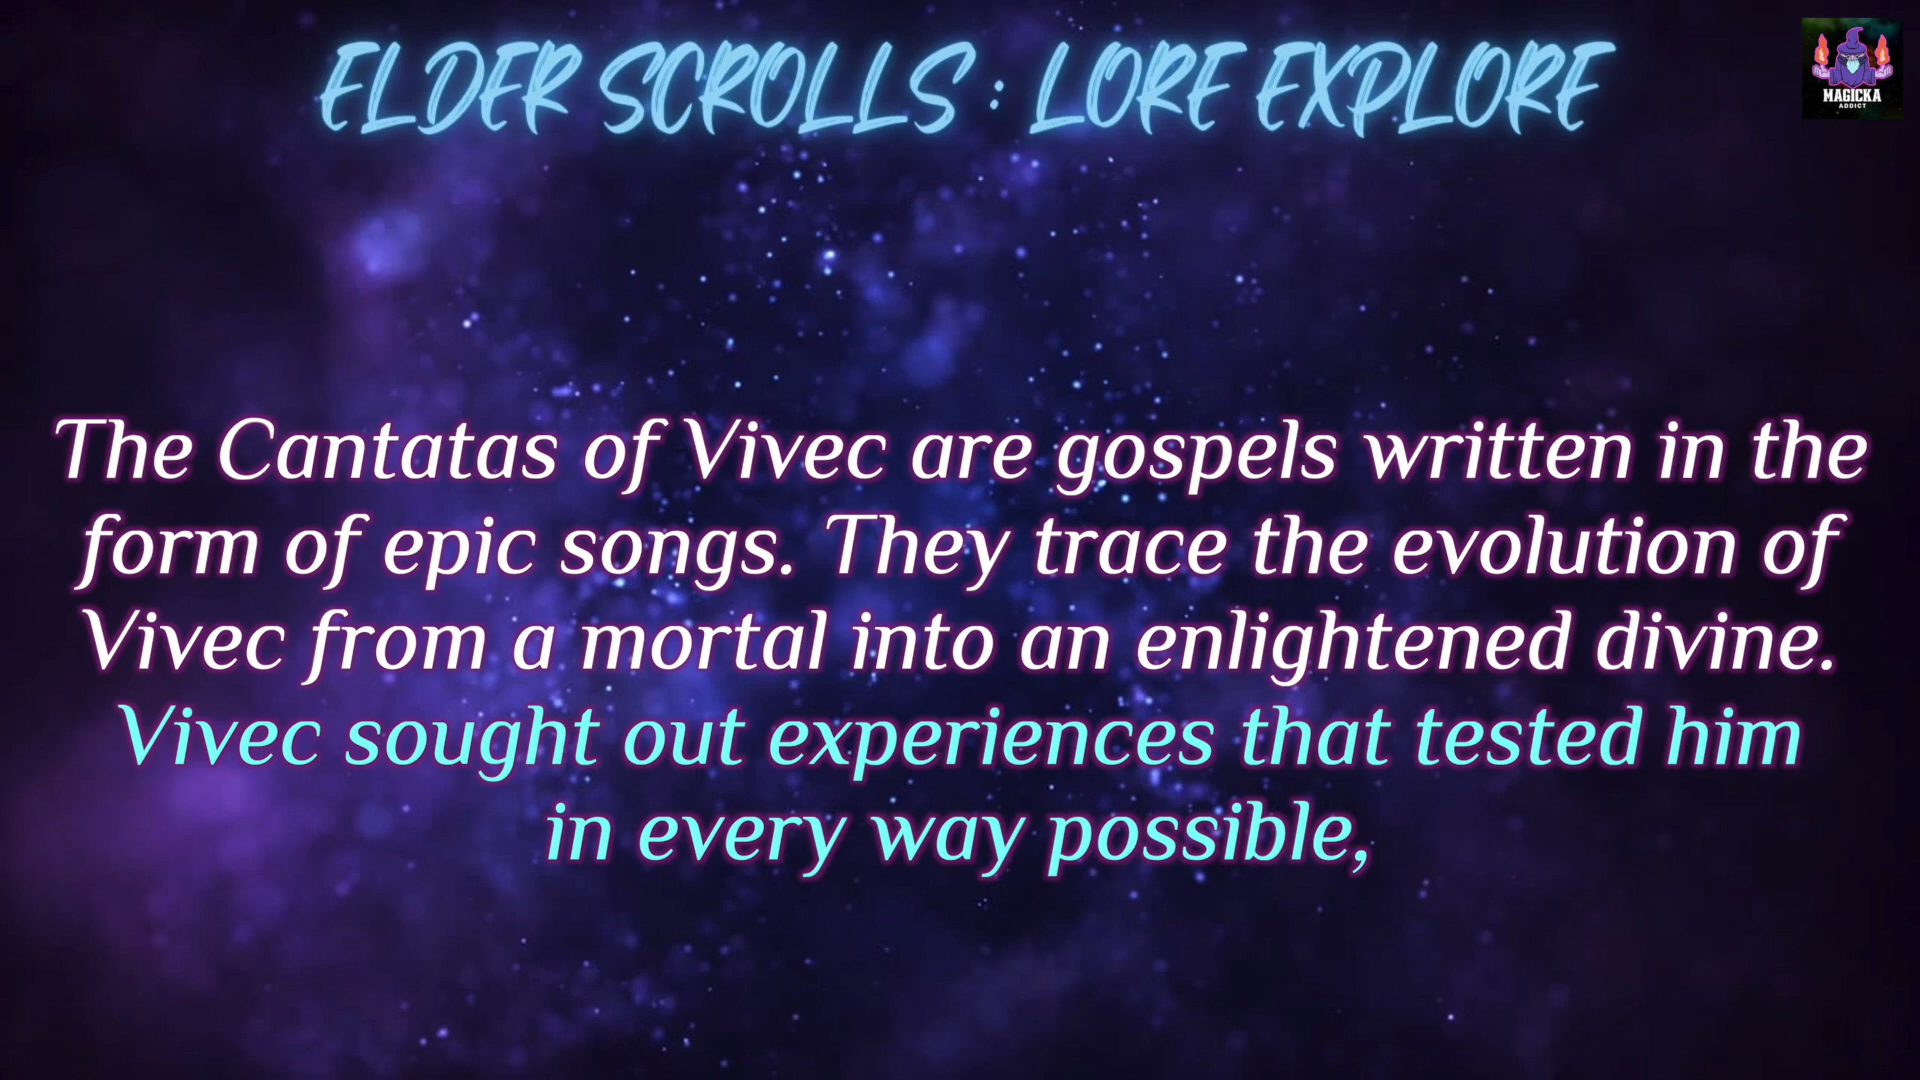 ELDER SCROLLS : LORE EXPLORE
MAGICKA
ADDICT
The Cantatas of Vivec are gospels written in the
form of epic songs. They trace the evolution of
Vivec from a mortal into an enlightened divine.
Vivec sought out experiences that tested him
in every way possible,